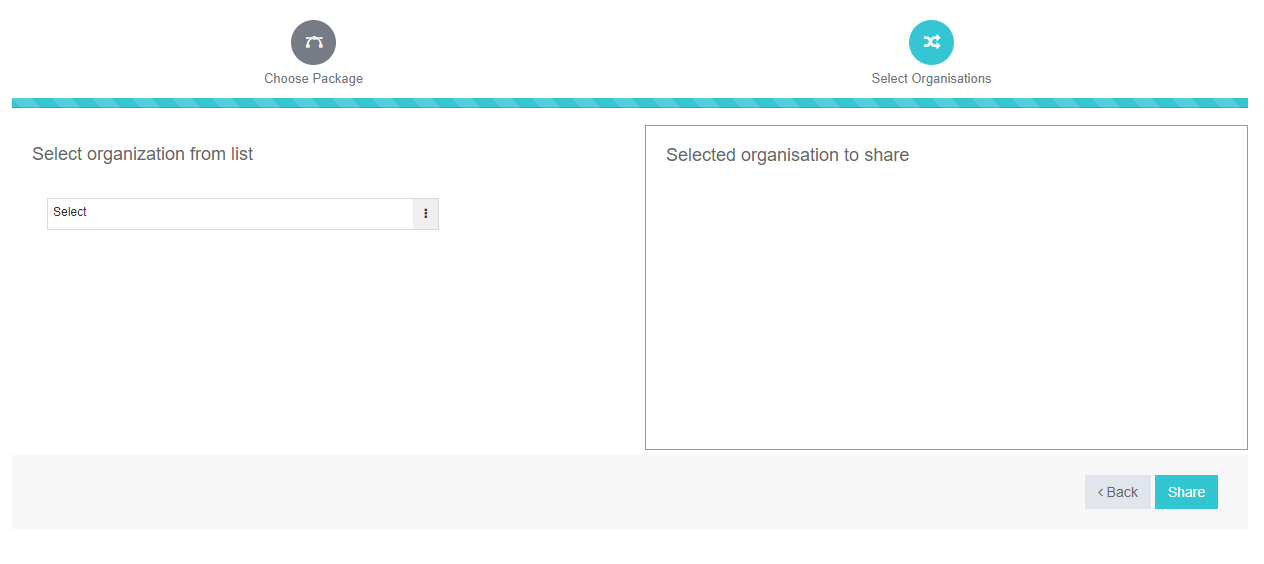 Choose Package
Select Organisations
Select organization from list
Selected organisation to share
Select
Back
Share